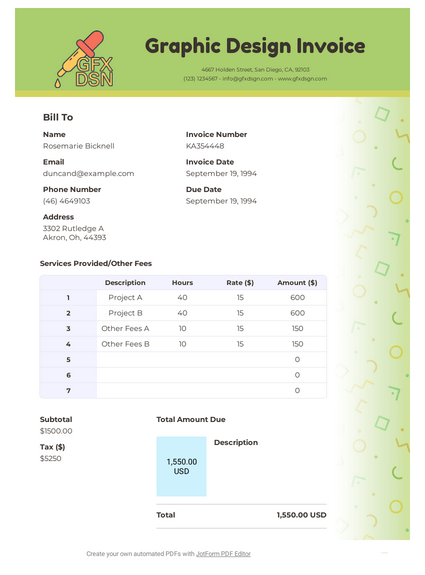 GFX
DSN
Graphic Design Invoice
4667 Holden Street, San Diego, CA, 92103
(123) 1234567 - info@gfxdsgn.com - www.gfxdsgn.com
Bill To
Name
Rosemarie Bicknell
Invoice Number
KA354448
Email
duncand@example.com
Invoice Date
September 19, 1994
Phone Number
(46) 4649103
Due Date
September 19, 1994
Address
3302 Rutledge A
Akron, Oh, 44393
Services Provided/Other Fees
Description Hours Rate ($) Amount ($)
1 Project A 40 15 600
2 Project B 40 15 600
3 Other Fees A 10 15 150
4 Other Fees B 10 15 150
5 0
6 0
7 0
Subtotal
$1500.00
Tax ($)
$5250
Total Amount Due
Description
1,550.00
USD
Total 1,550.00 USD
Create your own automated PDFs with JotForm PDF Editor